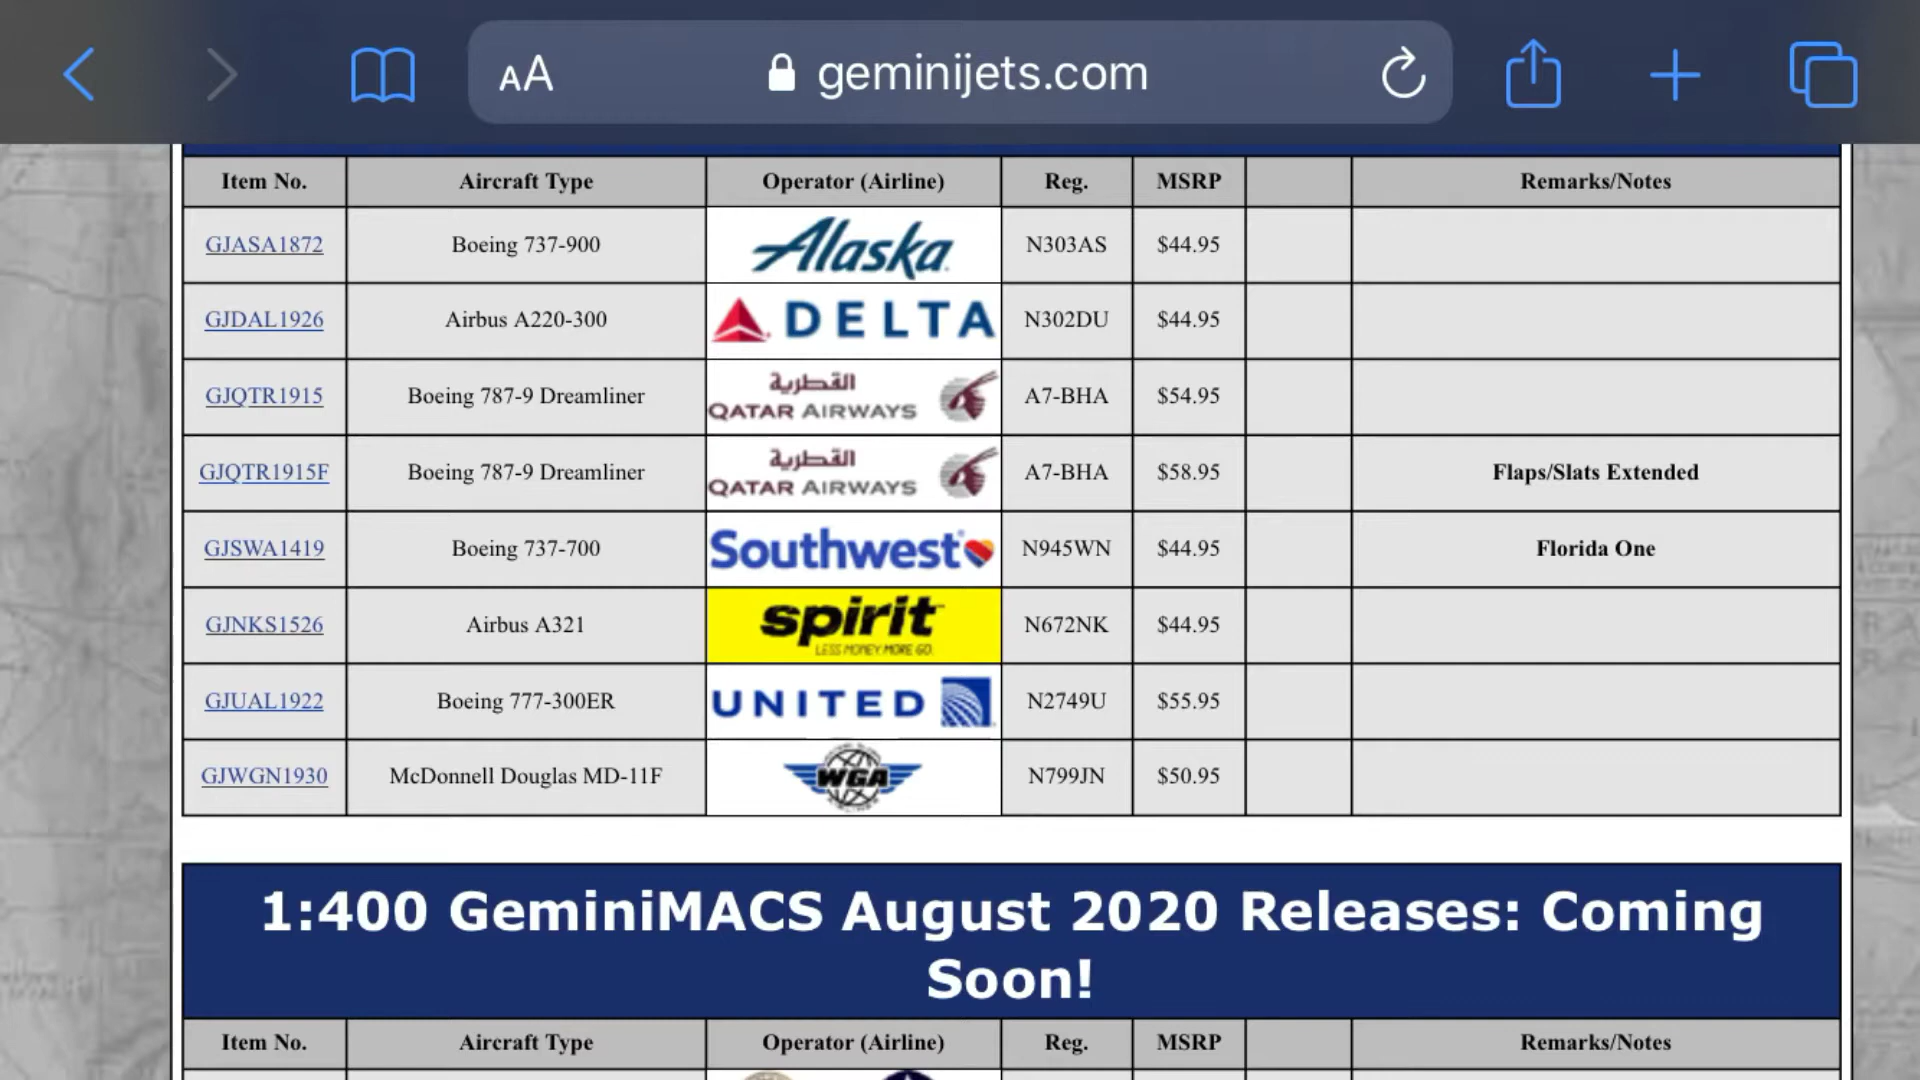 AA geminijets.com
Item No. Aircraft Type Operator (Airline) Reg. MSRP Remarks/Notes
GJASA1872 Boeing 737-900 Alaska N303AS $44.95
GJDAL1926 Airbus A220-300 DELTA N302DU $44.95
GJQTR1915 Boeing 787-9 Dreamliner القطرية QATAR AIRWAYS A7-BHA $54.95
GJQTR1915F Boeing 787-9 Dreamliner القطرية QATAR AIRWAYS A7-BHA $58.95 Flaps/Slats Extended
GJSWA1419 Boeing 737-700 Southwest N945WN $44.95 Florida One
GJNKS1526 Airbus A321 spirit N672NK $44.95
LESS MONEY. MORE GO.
GJUAL1922 Boeing 777-300ER UNITED N2749U $55.95
GJWGN1930 McDonnell Douglas MD-11F WGA N799JN $50.95
1:400 GeminiMACS August 2020 Releases: Coming
Soon!
Item No. Aircraft Type Operator (Airline) Reg. MSRP Remarks/Notes